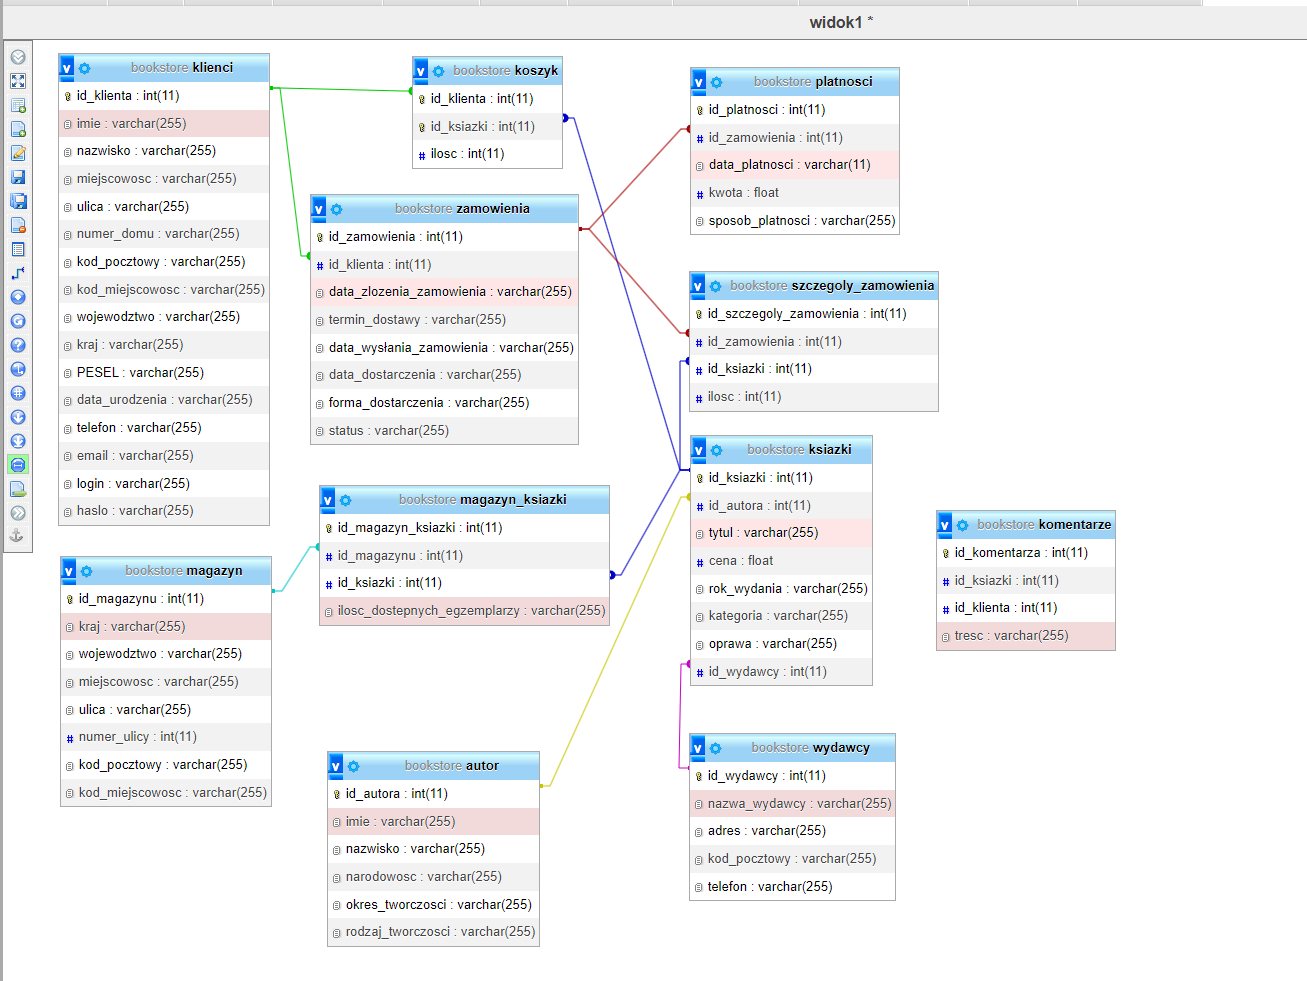 widok1 *
v bookstore klienci
id_klienta : int(11)
imie : varchar(255)
nazwisko : varchar(255)
miejscowosc : varchar(255)
ulica : varchar(255)
numer_domu : varchar(255)
kod_pocztowy : varchar(255)
kod_miejscowosc : varchar(255)
wojewodztwo : varchar(255)
kraj : varchar(255)
PESEL : varchar(255)
data_urodzenia : varchar(255)
telefon : varchar(255)
email : varchar(255)
login : varchar(255)
haslo : varchar(255)
v bookstore koszyk
id_klienta : int(11)
id_ksiazki : int(11)
# ilosc : int(11)
v bookstore platnosci
id_platnosci : int(11)
# id_zamowienia : int(11)
data_platnosci : varchar(11)
# kwota : float
sposob_platnosci : varchar(255)
v bookstore zamowienia
id_zamowienia : int(11)
# id_klienta : int(11)
data_zlozenia_zamowienia : varchar(255)
termin_dostawy : varchar(255)
data_wysłania_zamowienia : varchar(255)
data_dostarczenia : varchar(255)
forma_dostarczenia : varchar(255)
status : varchar(255)
v bookstore szczegoly_zamowienia
id_szczegoly_zamowienia : int(11)
# id_zamowienia : int(11)
# id_ksiazki : int(11)
# ilosc : int(11)
v bookstore ksiazki
id_ksiazki : int(11)
# id_autora : int(11)
tytul : varchar(255)
# cena : float
rok_wydania : varchar(255)
kategoria : varchar(255)
oprawa : varchar(255)
# id_wydawcy : int(11)
v bookstore magazyn_ksiazki
id_magazyn_ksiazki : int(11)
# id_magazynu : int(11)
# id_ksiazki : int(11)
ilosc_dostepnych_egzemplarzy : varchar(255)
v bookstore komentarze
id_komentarza : int(11)
# id_ksiazki : int(11)
# id_klienta : int(11)
tresc : varchar(255)
v bookstore magazyn
id_magazynu : int(11)
kraj : varchar(255)
wojewodztwo : varchar(255)
miejscowosc : varchar(255)
ulica : varchar(255)
# numer_ulicy : int(11)
kod_pocztowy : varchar(255)
kod_miejscowosc : varchar(255)
v bookstore autor
id_autora : int(11)
imie : varchar(255)
nazwisko : varchar(255)
narodowosc : varchar(255)
okres_tworczosci : varchar(255)
rodzaj_tworczosci : varchar(255)
v bookstore wydawcy
id_wydawcy : int(11)
nazwa_wydawcy : varchar(255)
adres : varchar(255)
kod_pocztowy : varchar(255)
telefon : varchar(255)